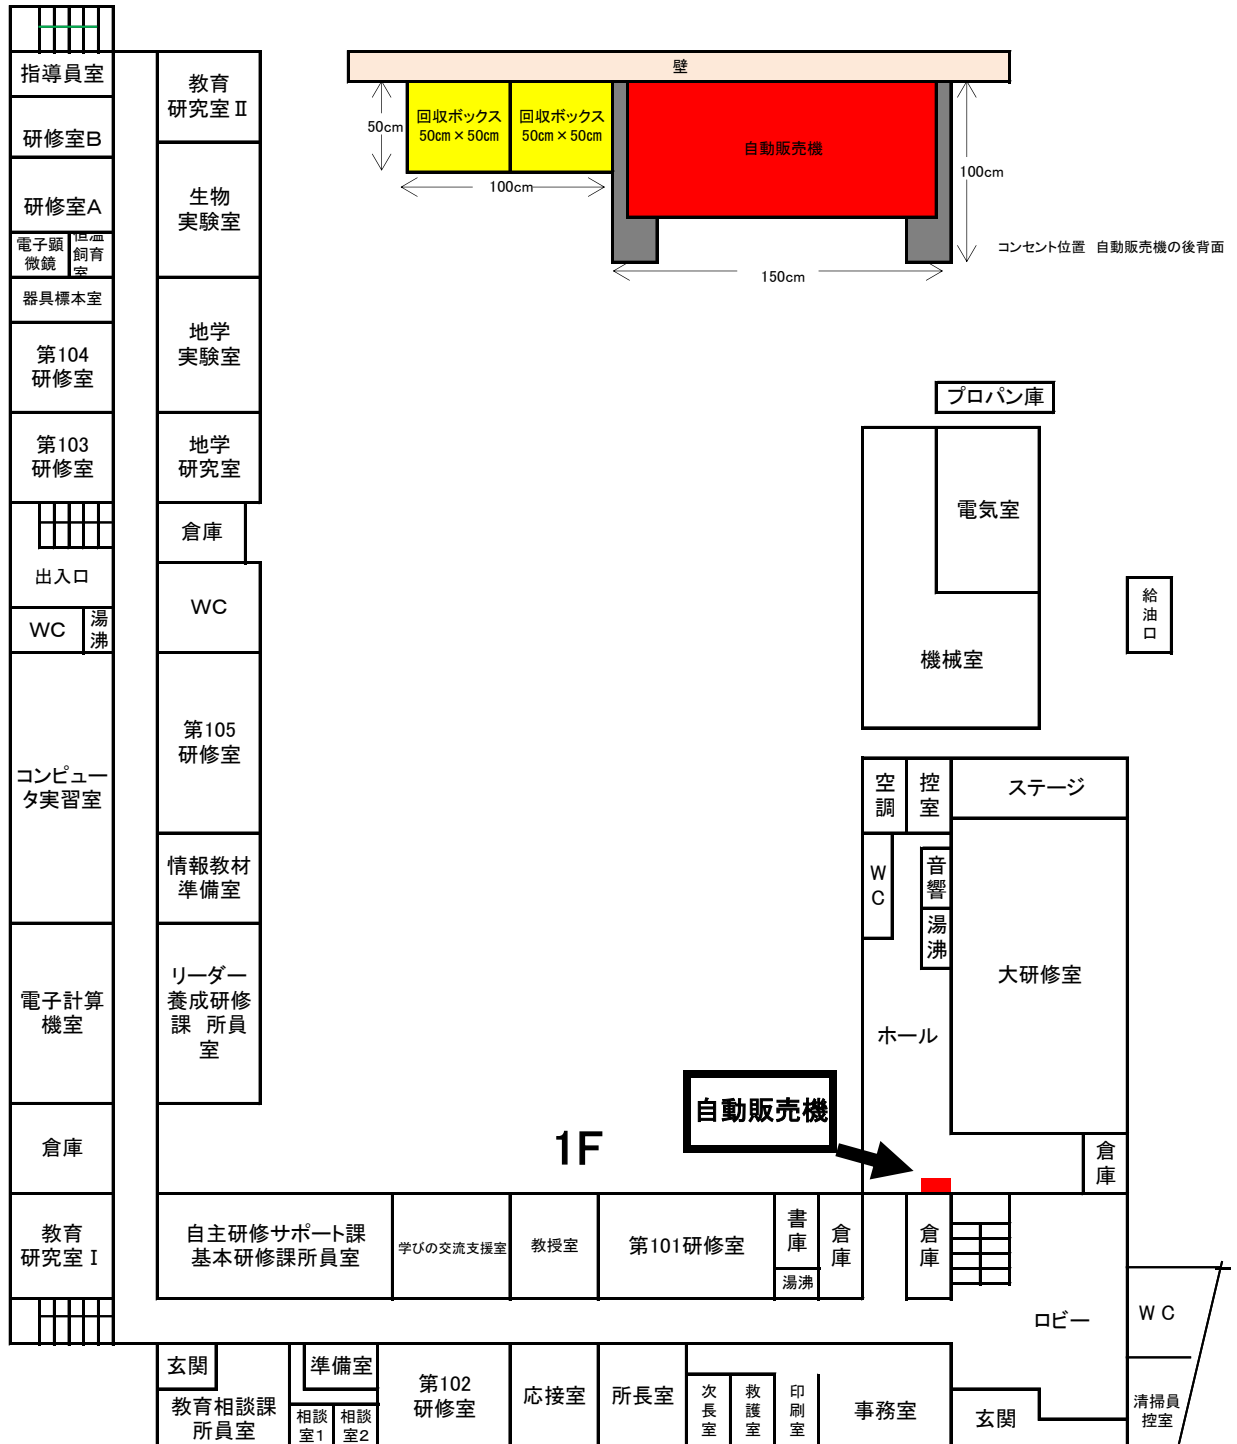 壁
回収ボックス
50cm×50cm
回収ボックス
50cm×50cm
自動販売機
50cm
100cm
100cm
150cm
コンセント位置　自動販売機の後背面
指導員室
教育
研究室Ⅱ
研修室B
研修室A
生物
実験室
電子顕
微鏡
恒温
飼育
室
器具標本室
地学
実験室
第104
研修室
第103
研修室
地学
研究室
倉庫
出入口
WC
WC
湯
沸
第105
研修室
コンピュー
タ実習室
情報教材
準備室
リーダー
養成研修
課　所員
室
電子計算
機室
倉庫
教育
研究室Ⅰ
プロパン庫
電気室
機械室
給
油
口
空
調
控
室
ステージ
W
C
音
響
湯
沸
大研修室
ホール
自動販売機
1F
倉
庫
自主研修サポート課
基本研修課所員室
学びの交流支援室
教授室
第101研修室
書
庫
湯沸
倉
庫
倉
庫
ロビー
W C
玄関
教育相談課
所員室
準備室
相談
室1
相談
室2
第102
研修室
応接室
所長室
次
長
室
救
護
室
印
刷
室
事務室
玄関
清掃員
控室